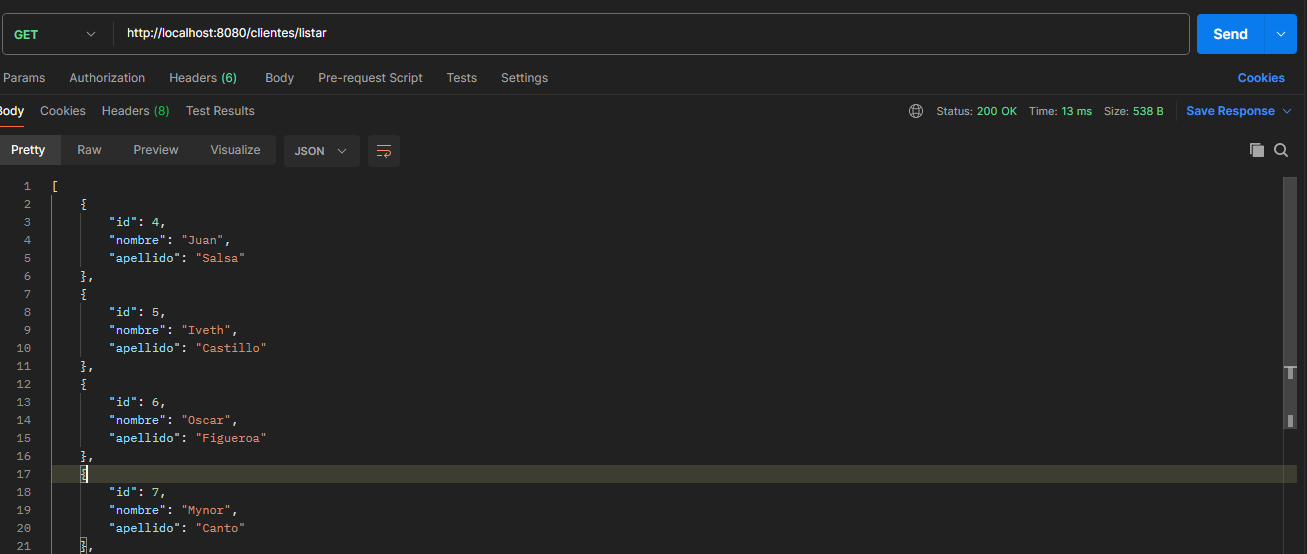 GET http://localhost:8080/clientes/listar Send
Params Authorization Headers (6) Body Pre-request Script Tests Settings Cookies
Body Cookies Headers (8) Test Results Status: 200 OK Time: 13 ms Size: 538 B Save Response
Pretty Raw Preview Visualize JSON
1 [
2 {
3 "id": 4,
4 "nombre": "Juan",
5 "apellido": "Salsa"
6 },
7 {
8 "id": 5,
9 "nombre": "Iveth",
10 "apellido": "Castillo"
11 },
12 {
13 "id": 6,
14 "nombre": "Oscar",
15 "apellido": "Figueroa"
16 },
17 {
18 "id": 7,
19 "nombre": "Mynor",
20 "apellido": "Canto"
21 },